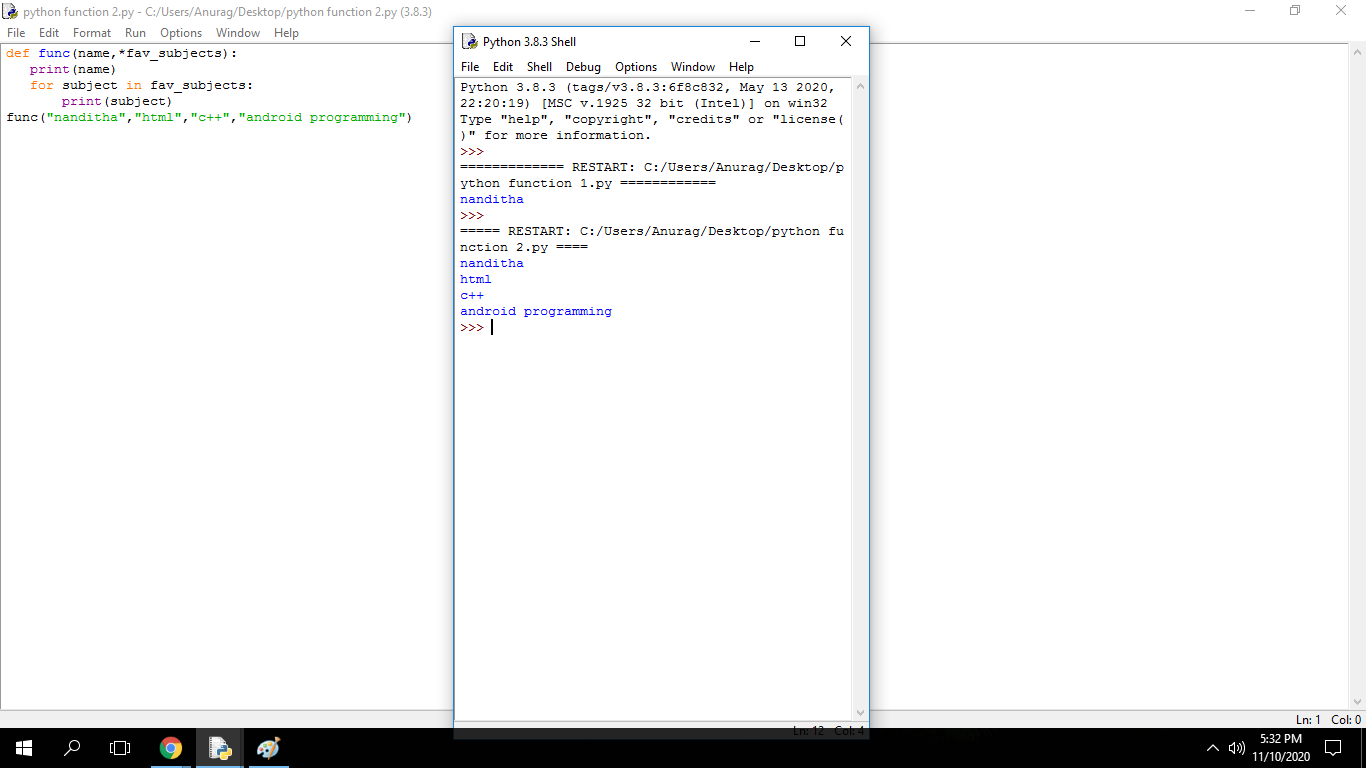 python function 2.py - C:/Users/Anurag/Desktop/python function 2.py (3.8.3)
File Edit Format Run Options Window Help
def func(name,*fav_subjects):
   print(name)
   for subject in fav_subjects:
       print(subject)
func("nanditha","html","c++","android programming")
Python 3.8.3 Shell
File Edit Shell Debug Options Window Help
Python 3.8.3 (tags/v3.8.3:6f8c832, May 13 2020,
22:20:19) [MSC v.1925 32 bit (Intel)] on win32
Type "help", "copyright", "credits" or "license(
)" for more information.
>>>
============= RESTART: C:/Users/Anurag/Desktop/p
ython function 1.py ============
nanditha
>>>
===== RESTART: C:/Users/Anurag/Desktop/python fu
nction 2.py ====
nanditha
html
c++
android programming
>>>
Ln: 12 Col: 4
Ln: 1 Col: 0
5:32 PM
11/10/2020